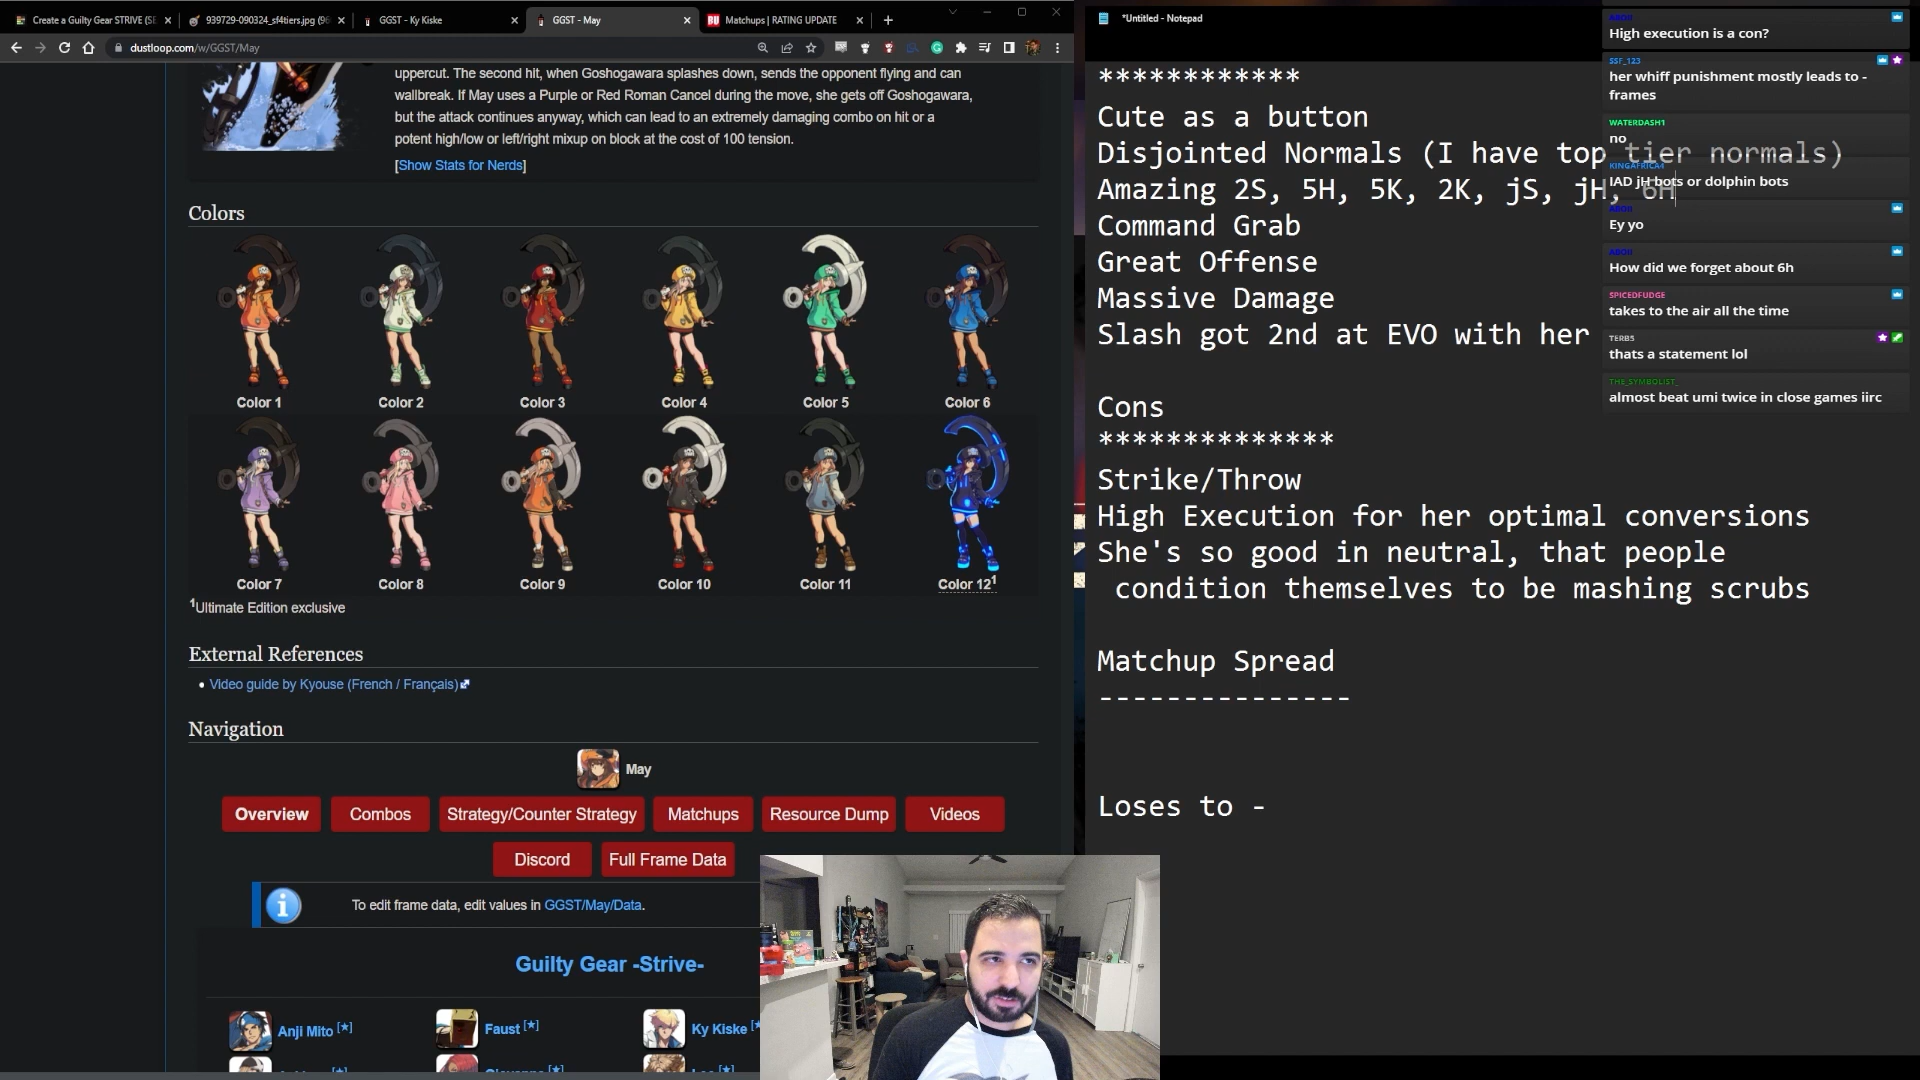 Create a Guilty Gear STRIVE (SE
939729-090324_sf4tiers.jpg (96
GGST - Ky Kiske
GGST - May
Matchups | RATING UPDATE
dustloop.com/w/GGST/May
uppercut. The second hit, when Goshogawara splashes down, sends the opponent flying and can
wallbreak. If May uses a Purple or Red Roman Cancel during the move, she gets off Goshogawara,
but the attack continues anyway, which can lead to an extremely damaging combo on hit or a
potent high/low or left/right mixup on block at the cost of 100 tension.
[Show Stats for Nerds]
Colors
Color 1
Color 2
Color 3
Color 4
Color 5
Color 6
Color 7
Color 8
Color 9
Color 10
Color 11
Color 12¹
¹Ultimate Edition exclusive
External References
• Video guide by Kyouse (French / Français)
Navigation
May
Overview
Combos
Strategy/Counter Strategy
Matchups
Resource Dump
Videos
Discord
Full Frame Data
To edit frame data, edit values in GGST/May/Data.
Guilty Gear -Strive-
Anji Mito [★]
Faust [★]
Ky Kiske
*Untitled - Notepad
************
Cute as a button
Disjointed Normals (I have top tier normals)
Amazing 2S, 5H, 5K, 2K, jS, jH, 6H
Command Grab
Great Offense
Massive Damage
Slash got 2nd at EVO with her
Cons
**************
Strike/Throw
High Execution for her optimal conversions
She's so good in neutral, that people
condition themselves to be mashing scrubs
Matchup Spread
---------------
Loses to -
High execution is a con?
SSF_123
her whiff punishment mostly leads to -
frames
WATERDASH1
no
IAD jH bots or dolphin bots
Ey yo
How did we forget about 6h
SPICEDFUDGE
takes to the air all the time
TERB5
thats a statement lol
THE_SYMBOLIST_
almost beat umi twice in close games iirc